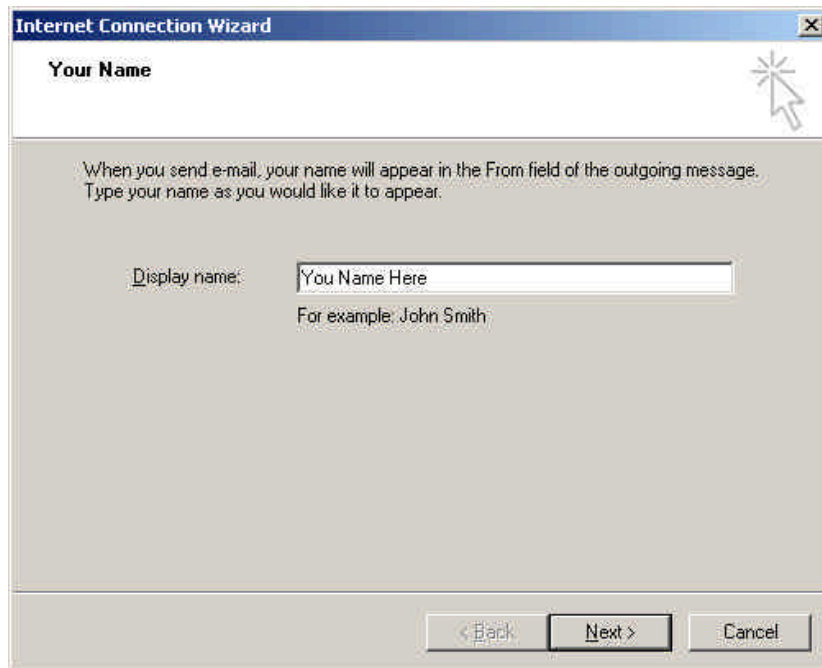 Internet Connection Wizard
Your Name
When you send e-mail, your name will appear in the From field of the outgoing message.
Type your name as you would like it to appear.
Display name: You Name Here
For example: John Smith
< Back Next > Cancel